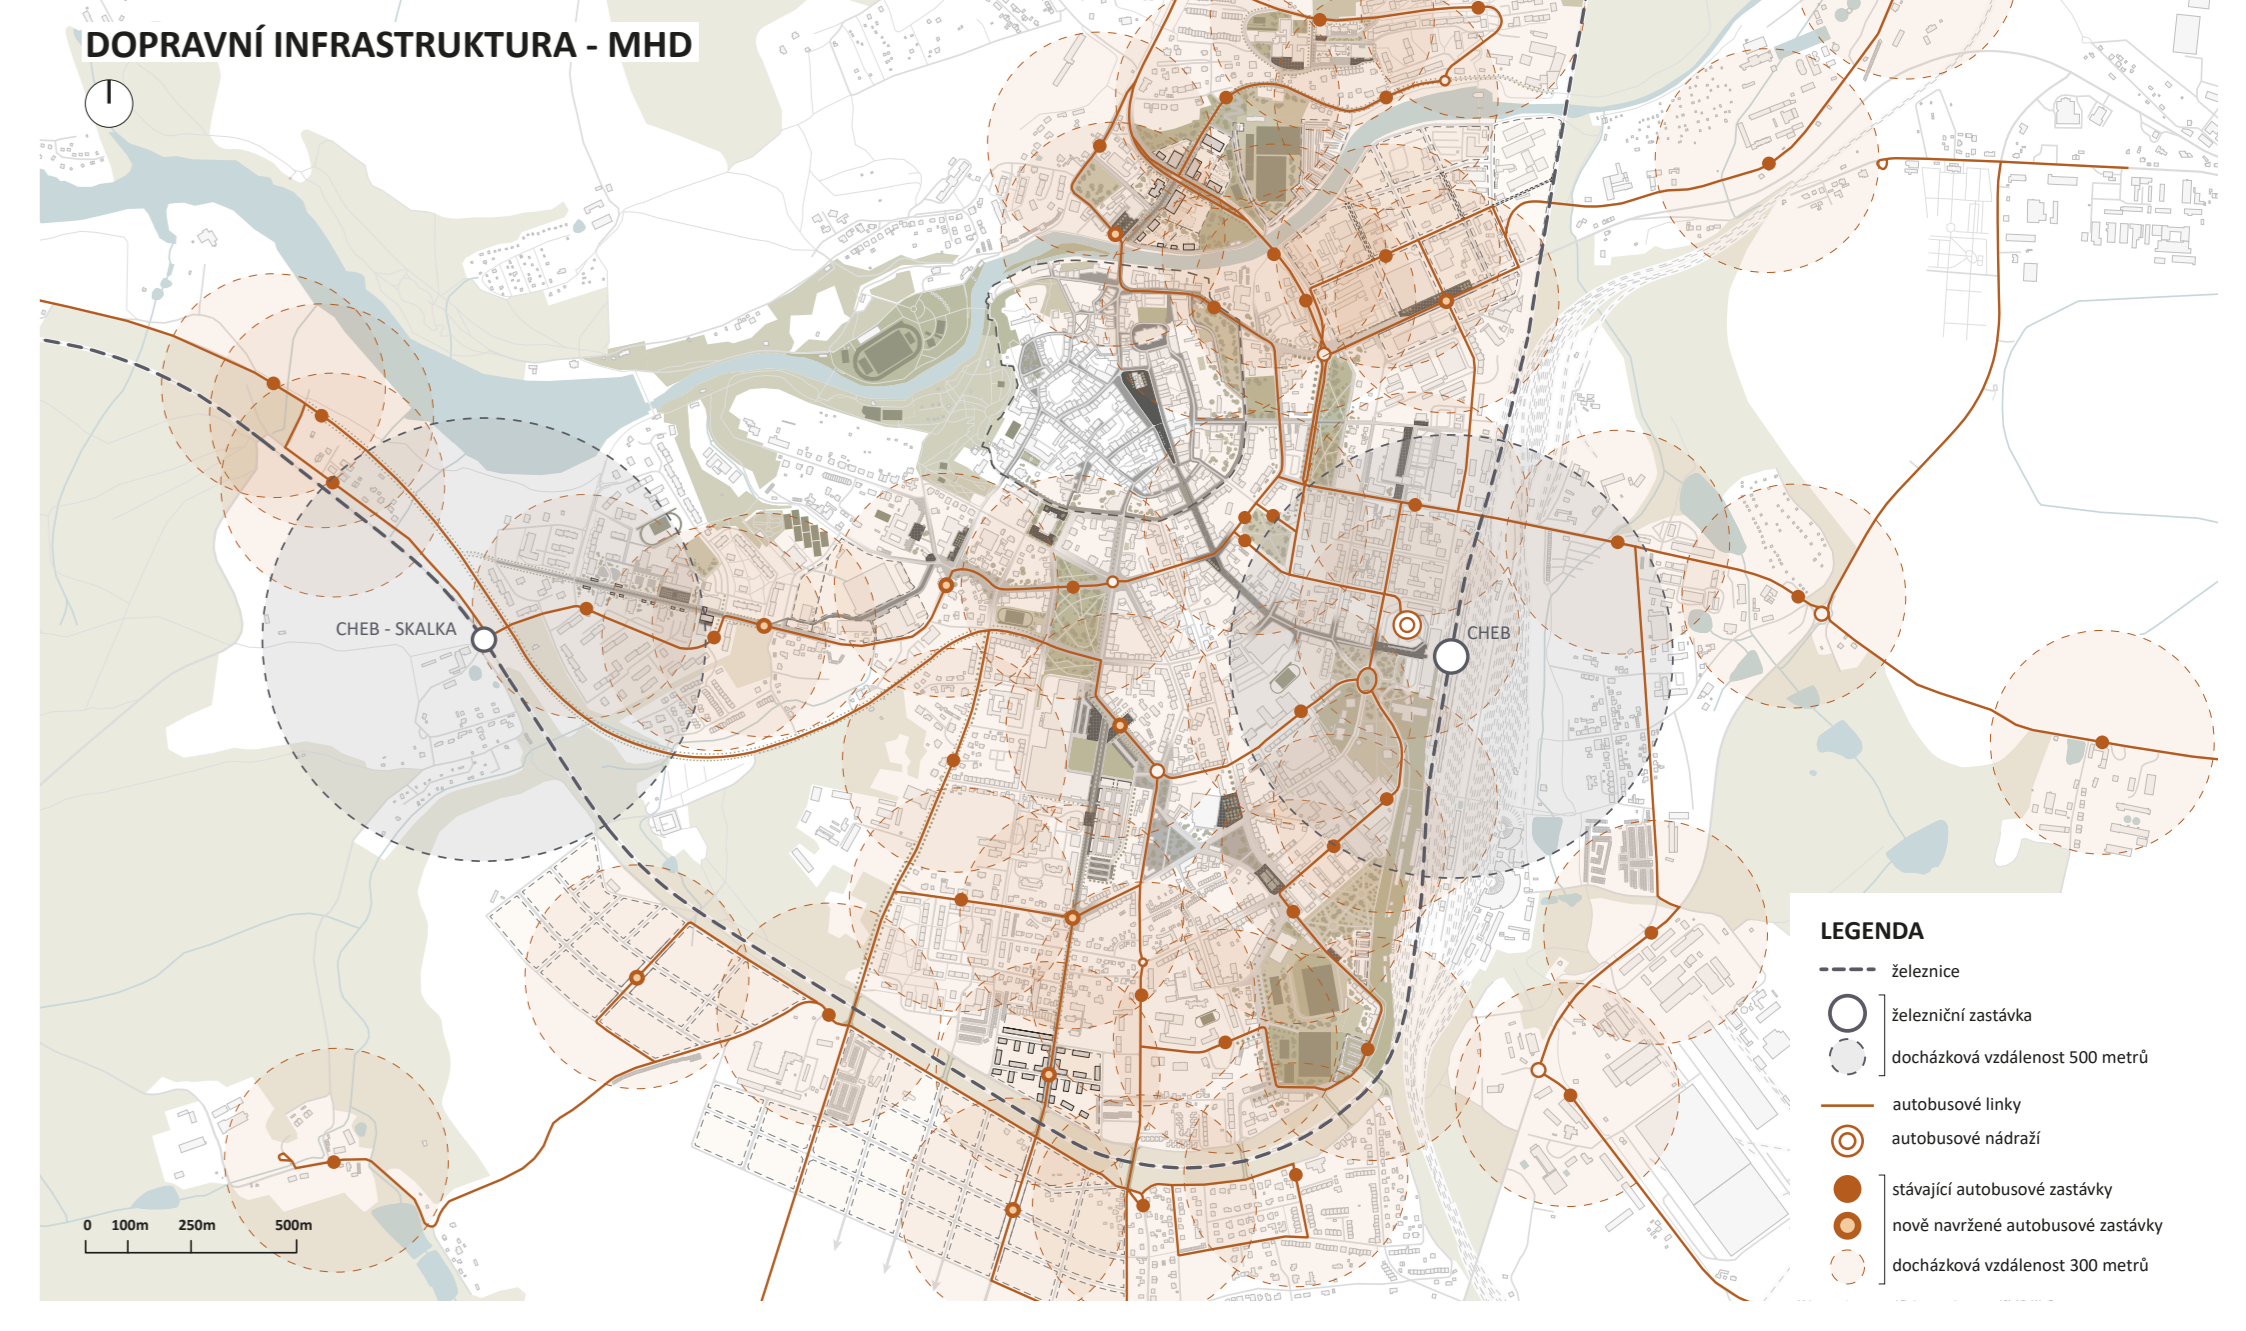 DOPRAVNÍ INFRASTRUKTURA - MHD
CHEB - SKALKA
CHEB
LEGENDA
železnice
železniční zastávka
docházková vzdálenost 500 metrů
autobusové linky
autobusové nádraží
stávající autobusové zastávky
nově navržené autobusové zastávky
docházková vzdálenost 300 metrů
0 100m 250m 500m